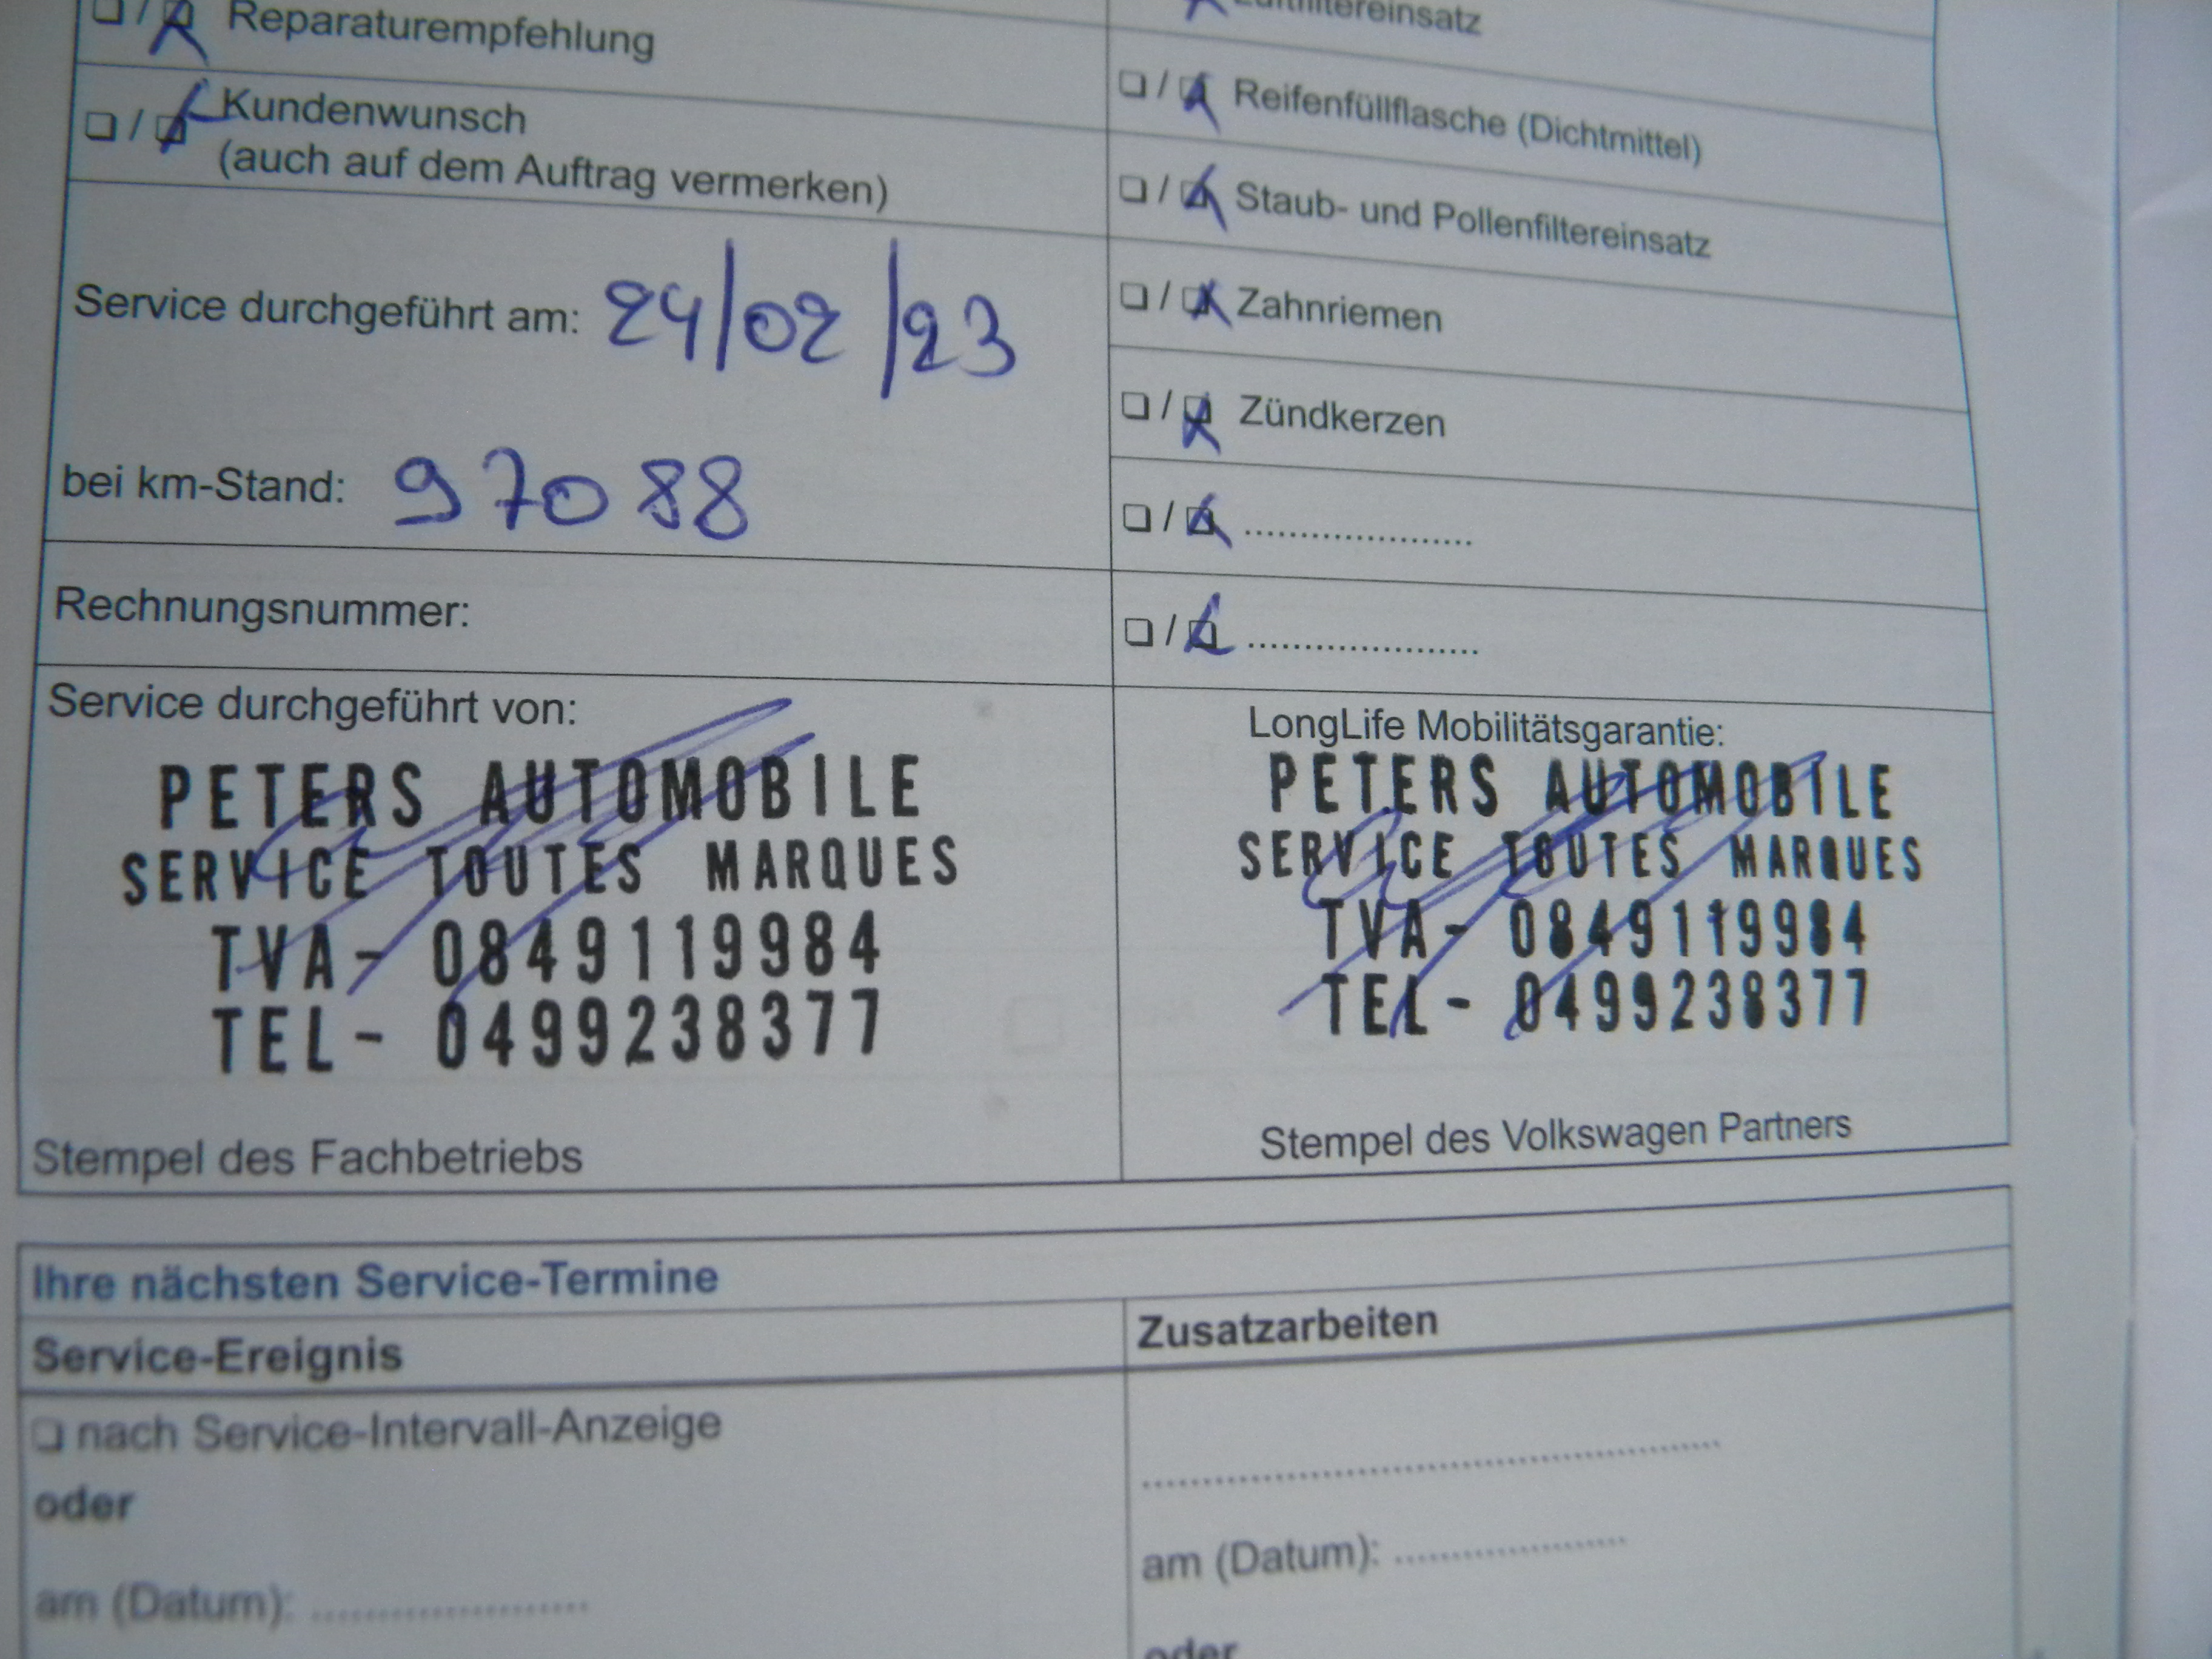 Reparaturempfehlung
Kundenwunsch
(auch auf dem Auftrag vermerken)
Service durchgeführt am: 24/02/23
bei km-Stand: 97088
Rechnungsnummer:
Service durchgeführt von:
PETERS AUTOMOBILE
SERVICE TOUTES MARQUES
TVA- 0849119984
TEL- 0499238377
Stempel des Fachbetriebs
Luftfiltereinsatz
Reifenfüllflasche (Dichtmittel)
Staub- und Pollenfiltereinsatz
Zahnriemen
Zündkerzen
LongLife Mobilitätsgarantie:
PETERS AUTOMOBILE
SERVICE TOUTES MARQUES
TVA- 0849119984
TEL- 0499238377
Stempel des Volkswagen Partners
Ihre nächsten Service-Termine
Service-Ereignis
nach Service-Intervall-Anzeige
oder
am (Datum): ........................
Zusatzarbeiten
am (Datum): ....................
oder